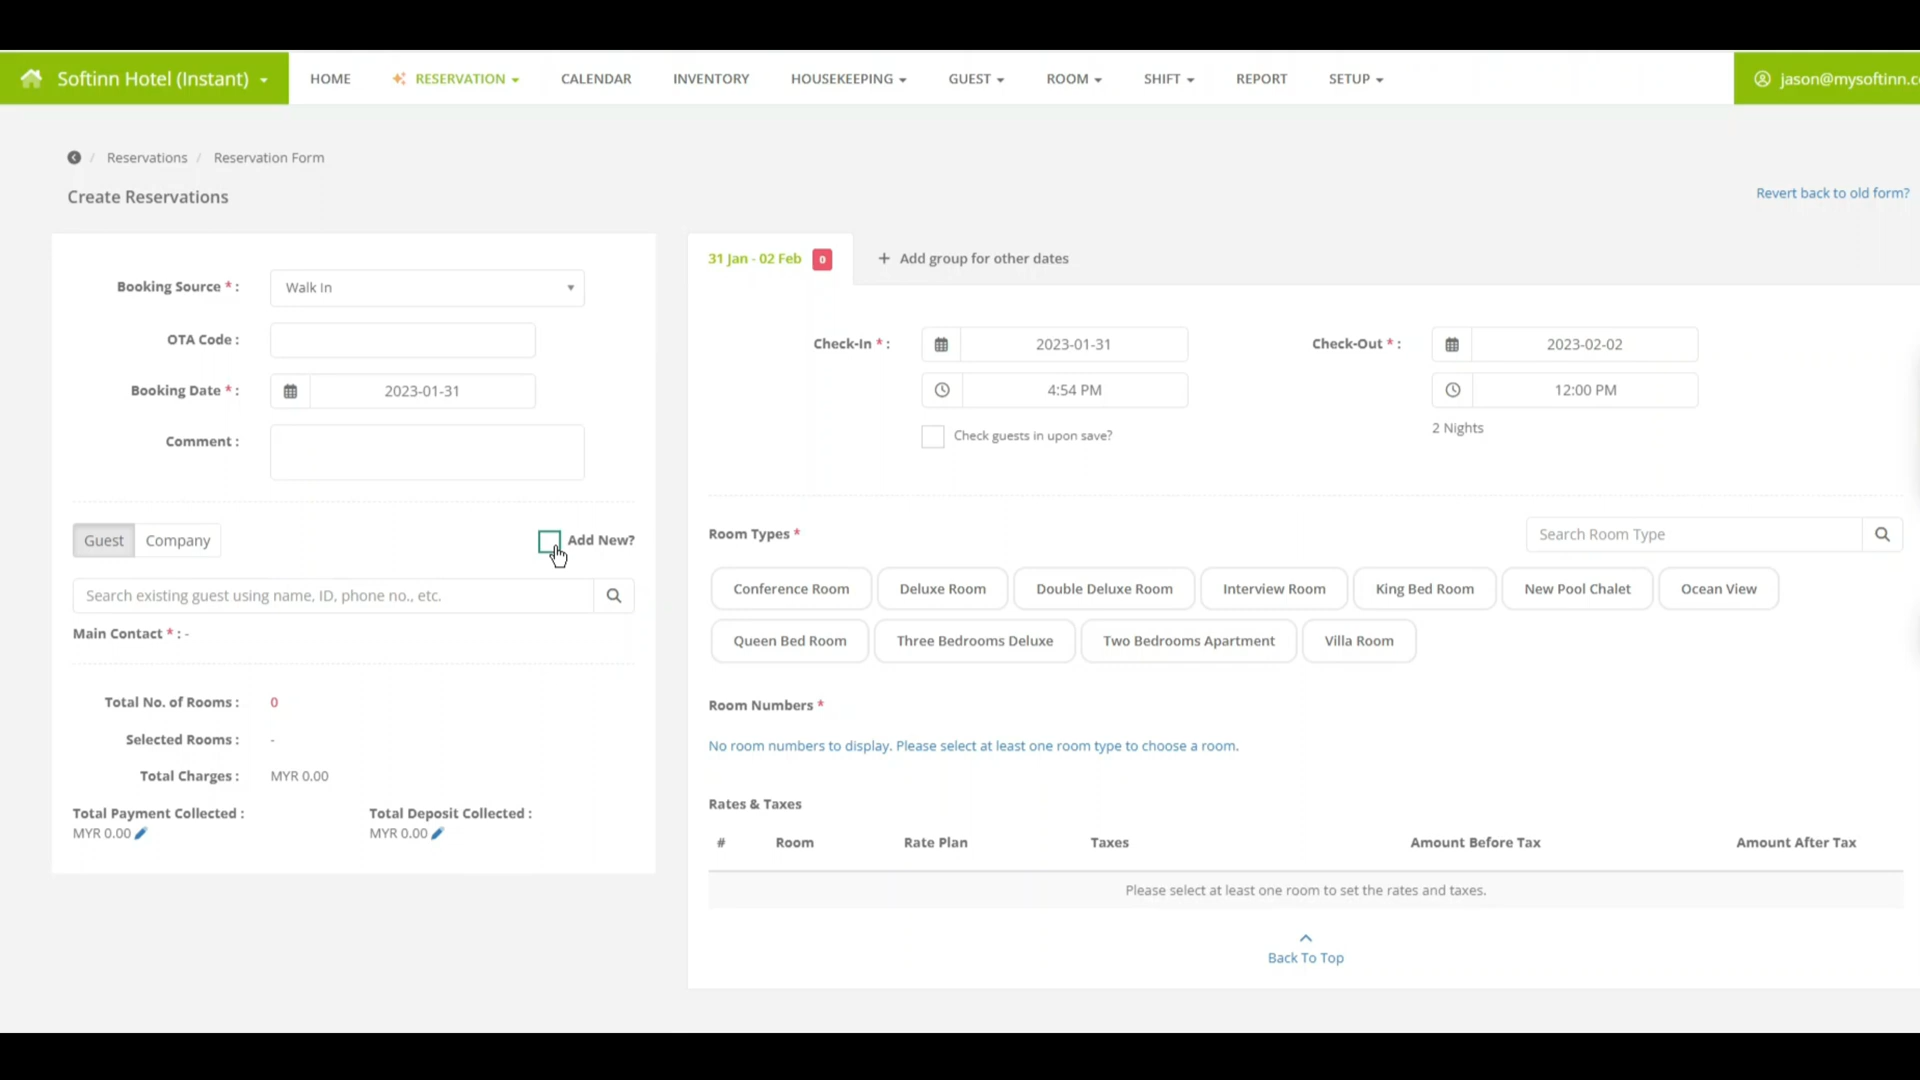 Softinn Hotel (Instant)
HOME
RESERVATION
CALENDAR
INVENTORY
HOUSEKEEPING
GUEST
ROOM
SHIFT
REPORT
SETUP
jason@mysoftinn.c
/ Reservations / Reservation Form
Create Reservations
Revert back to old form?
Booking Source * : Walk In
OTA Code :
Booking Date * : 2023-01-31
Comment :
Guest Company
Add New?
Search existing guest using name, ID, phone no., etc.
Main Contact * : -
Total No. of Rooms : 0
Selected Rooms : -
Total Charges : MYR 0.00
Total Payment Collected : Total Deposit Collected :
MYR 0.00 MYR 0.00
31 Jan - 02 Feb 0 + Add group for other dates
Check-In * : 2023-01-31 Check-Out * : 2023-02-02
4:54 PM 12:00 PM
Check guests in upon save? 2 Nights
Room Types * Search Room Type
Conference Room Deluxe Room Double Deluxe Room Interview Room King Bed Room New Pool Chalet Ocean View
Queen Bed Room Three Bedrooms Deluxe Two Bedrooms Apartment Villa Room
Room Numbers *
No room numbers to display. Please select at least one room type to choose a room.
Rates & Taxes
# Room Rate Plan Taxes Amount Before Tax Amount After Tax
Please select at least one room to set the rates and taxes.
Back To Top